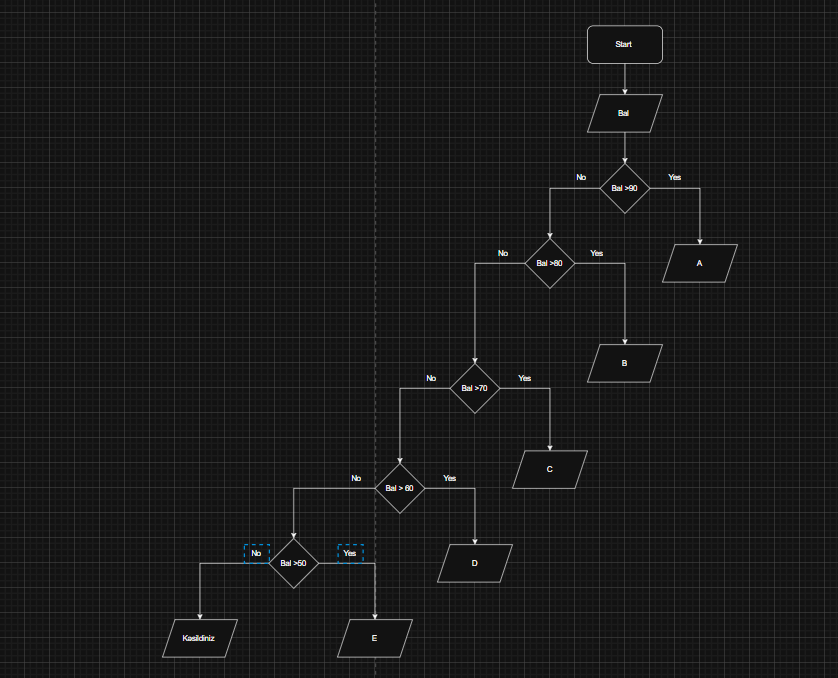 Start
Bal
No
Bal >90
Yes
No
Bal >80
Yes
A
B
No
Bal >70
Yes
C
No
Bal > 60
Yes
No
Bal >50
Yes
D
Kəsildiniz
E